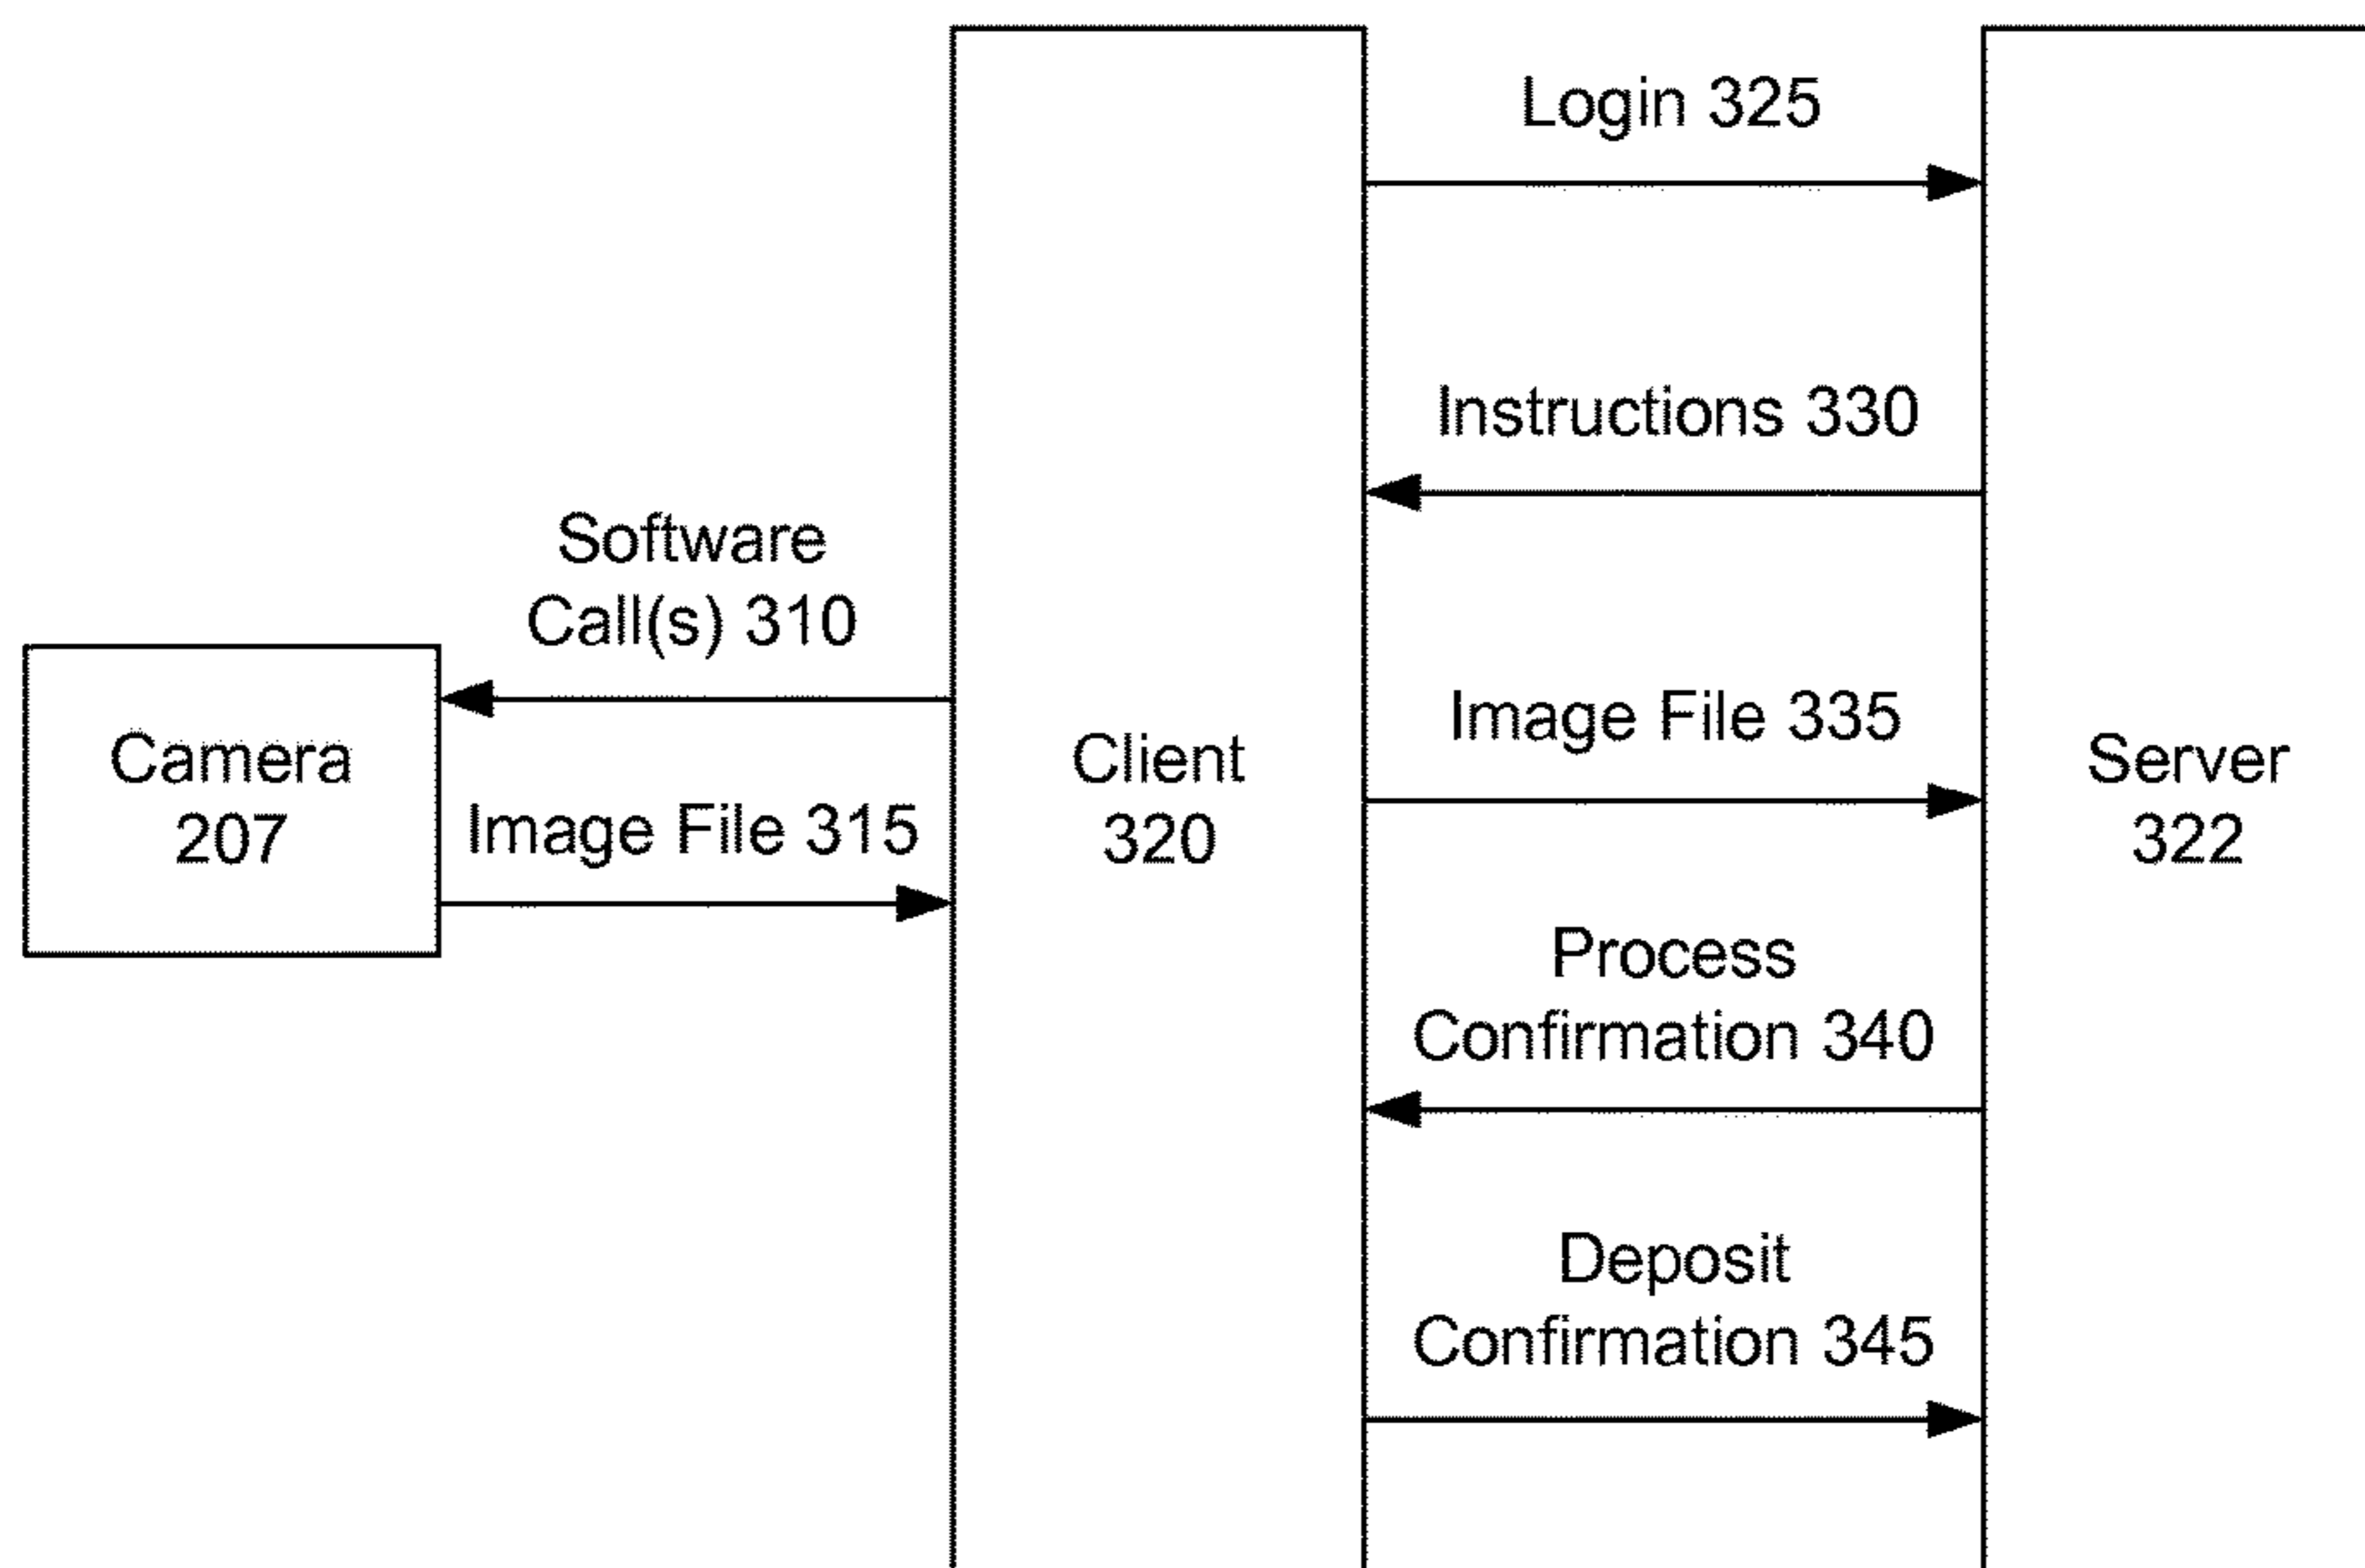 Login 325
Instructions 330
Software
Call(s) 310
Image File 335
Camera
207
Image File 315
Client
320
Server
322
Process
Confirmation 340
Deposit
Confirmation 345